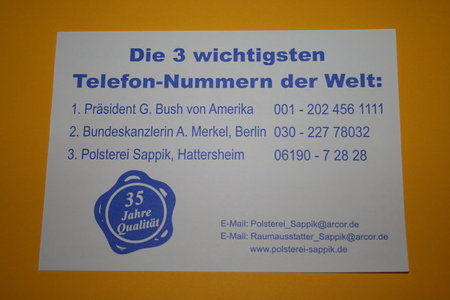 Die 3 wichtigsten
Telefon-Nummern der Welt:
1. Präsident G. Bush von Amerika 001 - 202 456 1111
2. Bundeskanzlerin A. Merkel, Berlin 030 - 227 78032
3. Polsterei Sappik, Hattersheim 06190 - 7 28 28
35
Jahre
Qualität
E-Mail: Polsterei_Sappik@arcor.de
E-Mail: Raumausstatter_Sappik@arcor.de
www.polsterei-sappik.de